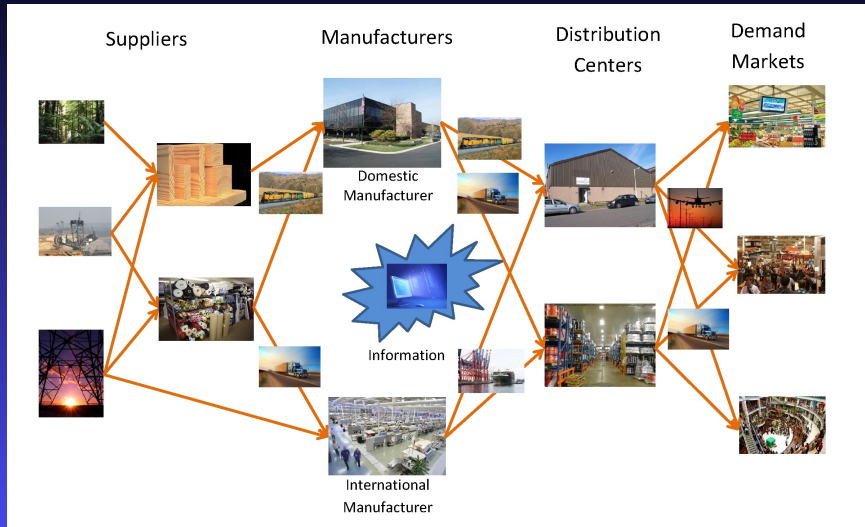 Suppliers
Manufacturers
Distribution
Centers
Demand
Markets
Domestic
Manufacturer
Information
International
Manufacturer